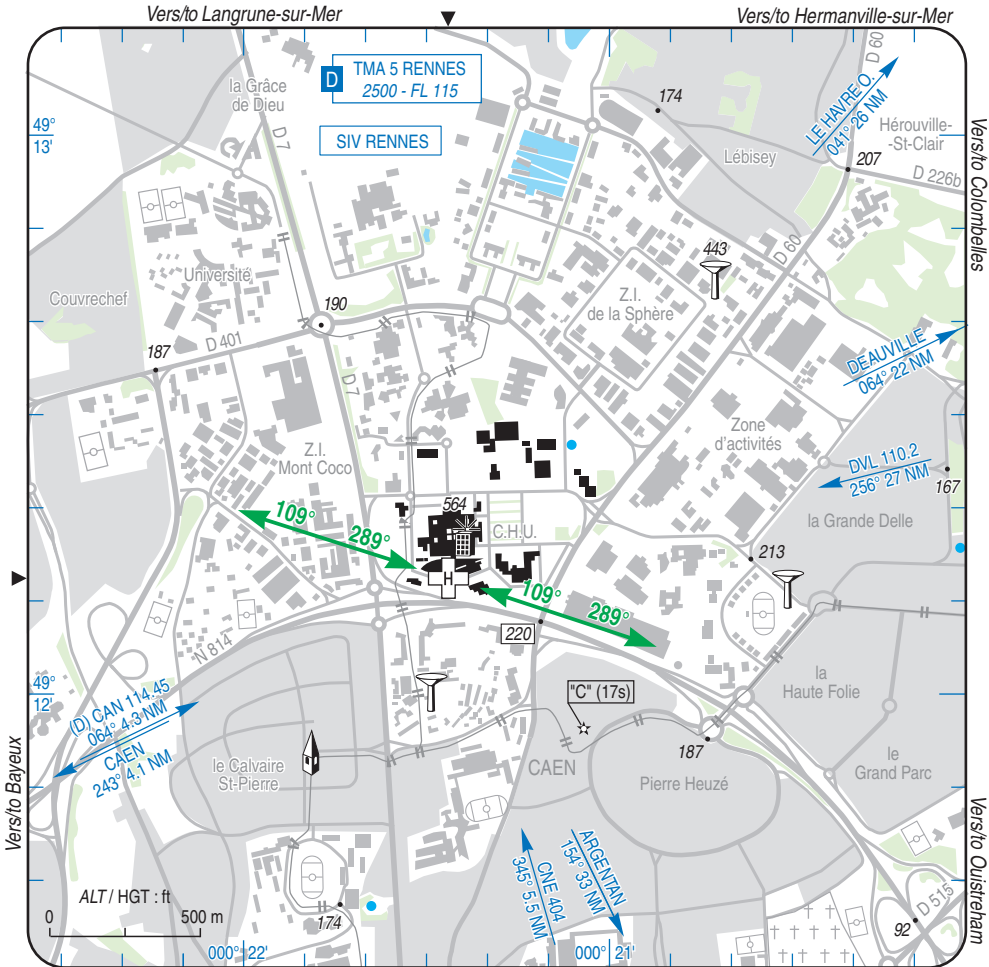 Vers/to Langrune-sur-Mer
Vers/to Hermanville-sur-Mer
D
TMA 5 RENNES
2500 - FL 115
SIV RENNES
la Grâce
de Dieu
D 7
D 60
174
LE HAVRE O.
041° 26 NM
Hérouville-
-St-Clair
49°
13'
Lébisey
207
D 226b
Vers/to Colombelles
443
D 60
Université
Couvrechef
190
Z.I.
de la Sphère
D 401
187
DEAUVILLE
064° 22 NM
D 7
Zone
d'activités
Z.I.
Mont Coco
DVL 110.2
256° 27 NM
167
564
C.H.U.
la Grande Delle
109°
289°
213
H
109°
289°
220
N 814
49°
12'
(D) CAN 114.45
064° 4.3 NM
CAEN
243° 4.1 NM
"C" (17s)
la
Haute Folie
187
le Calvaire
St-Pierre
CAEN
Pierre Heuzé
le
Grand Parc
Vers/to Bayeux
Vers/to Ouistreham
ARGENTAN
154° 33 NM
CNE 404
345° 5.5 NM
ALT / HGT : ft
0
500 m
174
92
D 515
000° 22'
000° 21'